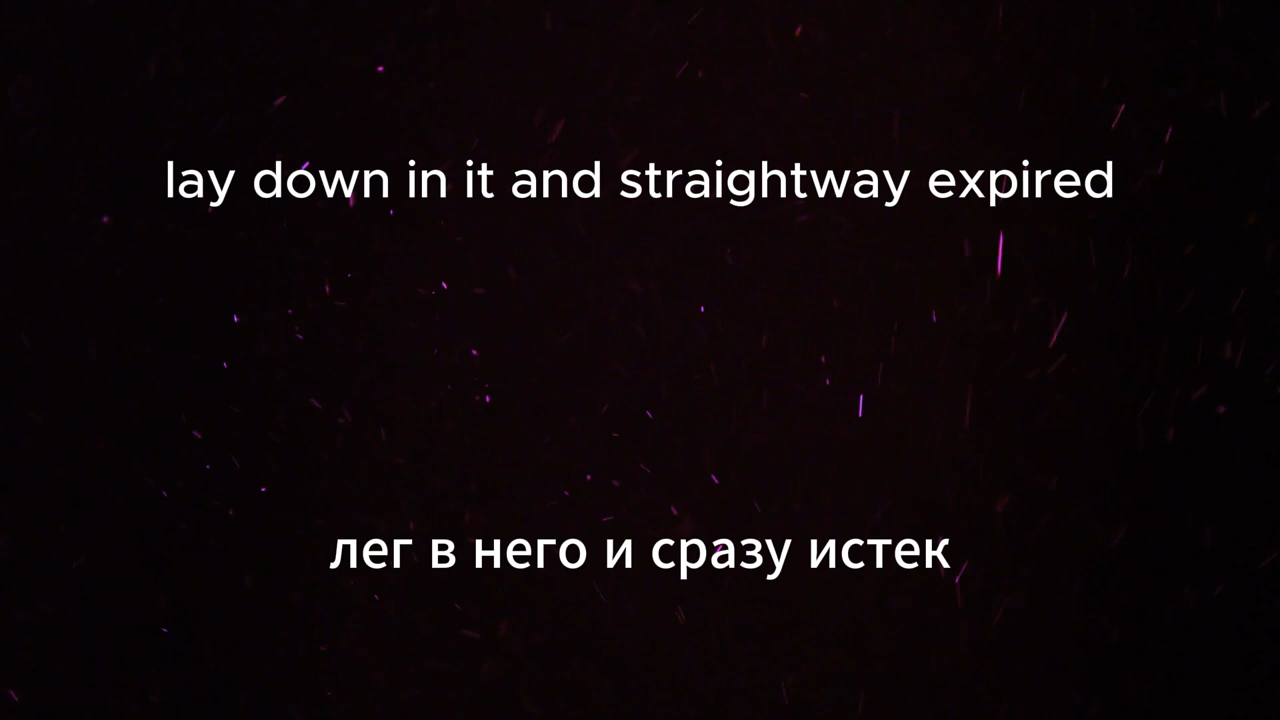 lay down in it and straightway expired
лег в него и сразу истек